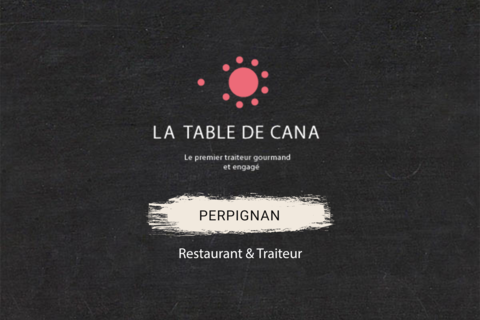 LA TABLE DE CANA
Le premier traiteur gourmand
et engagé
PERPIGNAN
Restaurant & Traiteur